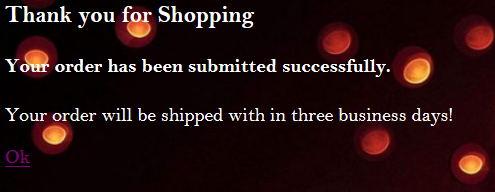 Thank you for Shopping
Your order has been submitted successfully.
Your order will be shipped with in three business days!
Ok